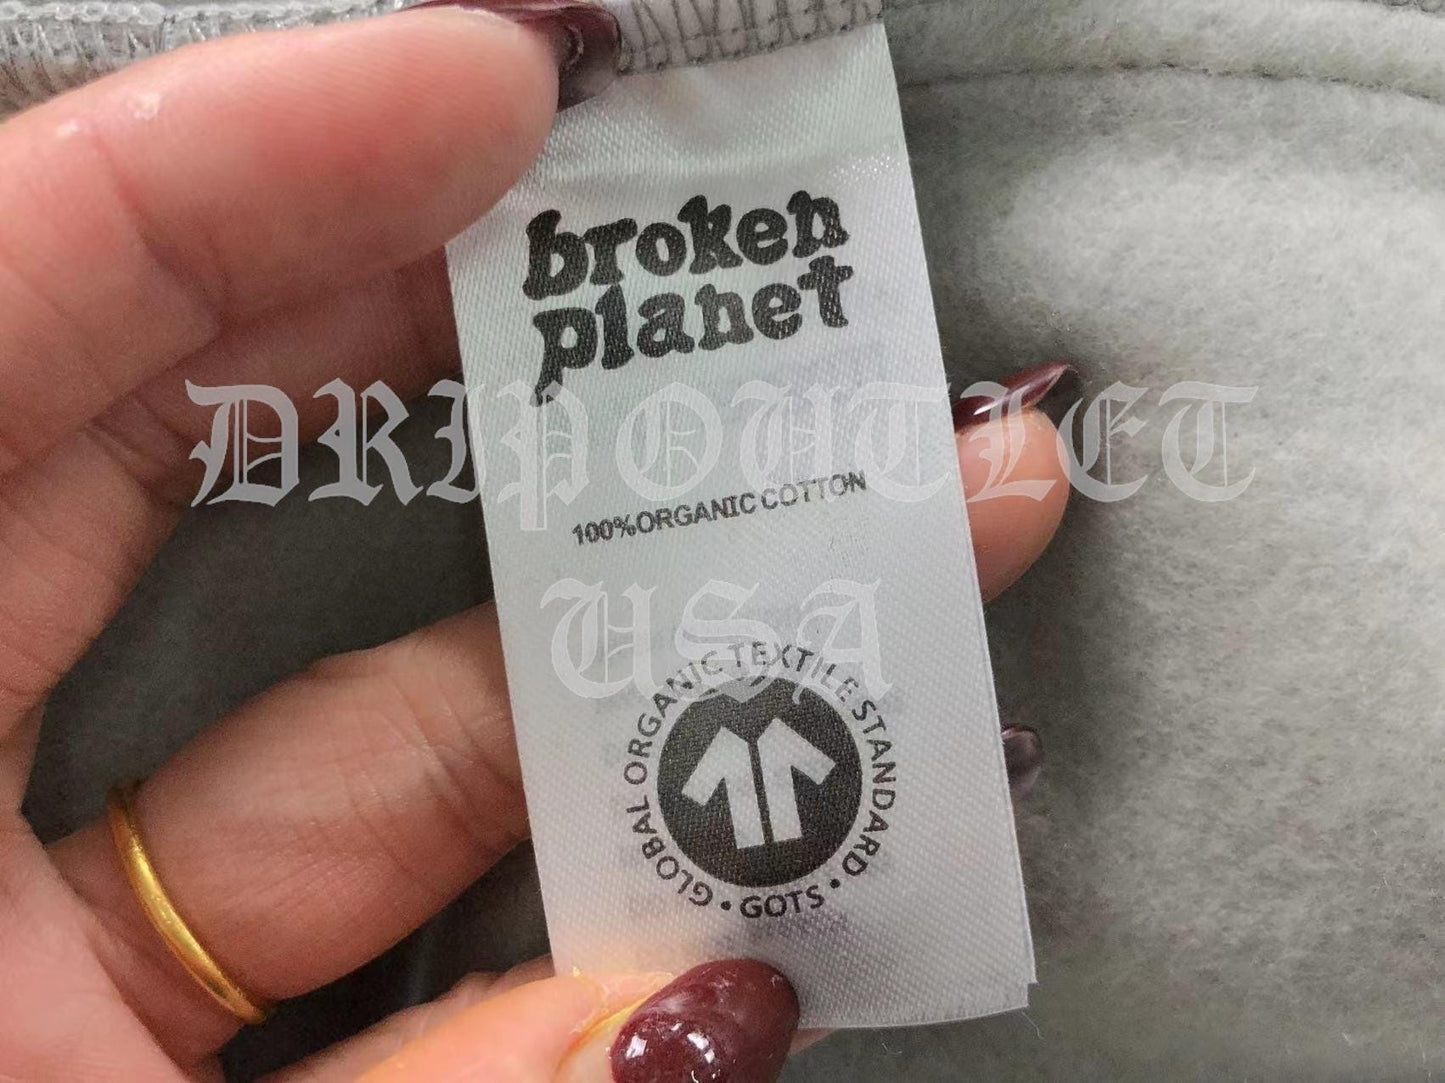 broken
planet
DRIPOUTLET
100%ORGANIC COTTON
USA
GLOBAL ORGANIC TEXTILE STANDARD • GOTS •